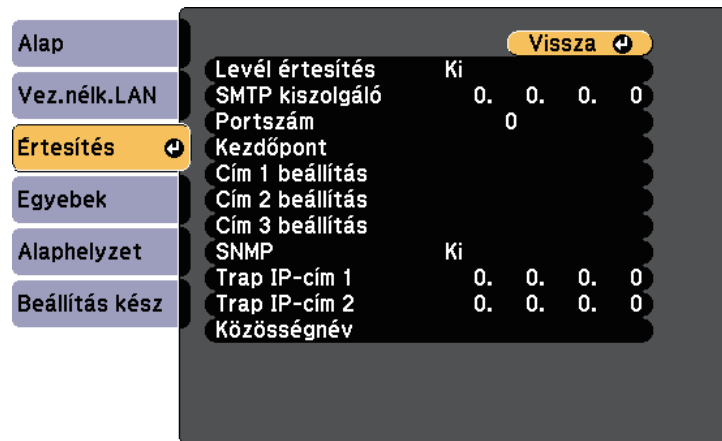 Alap
Vez.nélk.LAN
Értesítés
Egyebek
Alaphelyzet
Beállítás kész
Vissza
Levél értesítés Ki
SMTP kiszolgáló 0. 0. 0. 0
Portszám 0
Kezdőpont
Cím 1 beállítás
Cím 2 beállítás
Cím 3 beállítás
SNMP Ki
Trap IP-cím 1 0. 0. 0. 0
Trap IP-cím 2 0. 0. 0. 0
Közösségnév